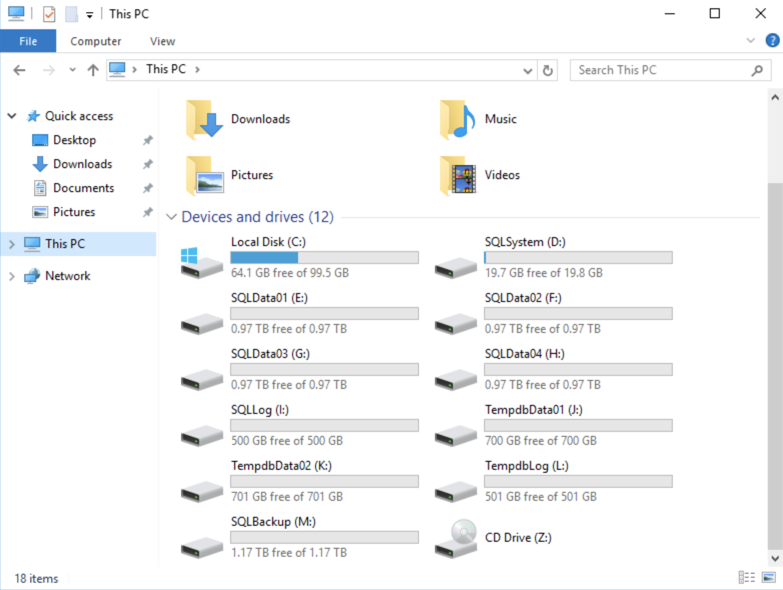 This PC
File Computer View
This PC
Search This PC
Quick access
Desktop
Downloads
Documents
Pictures
This PC
Network
Downloads
Music
Pictures
Videos
Devices and drives (12)
Local Disk (C:)
64.1 GB free of 99.5 GB
SQLSystem (D:)
19.7 GB free of 19.8 GB
SQLData01 (E:)
0.97 TB free of 0.97 TB
SQLData02 (F:)
0.97 TB free of 0.97 TB
SQLData03 (G:)
0.97 TB free of 0.97 TB
SQLData04 (H:)
0.97 TB free of 0.97 TB
SQLLog (I:)
500 GB free of 500 GB
TempdbData01 (J:)
700 GB free of 700 GB
TempdbData02 (K:)
701 GB free of 701 GB
TempdbLog (L:)
501 GB free of 501 GB
SQLBackup (M:)
1.17 TB free of 1.17 TB
CD Drive (Z:)
18 items